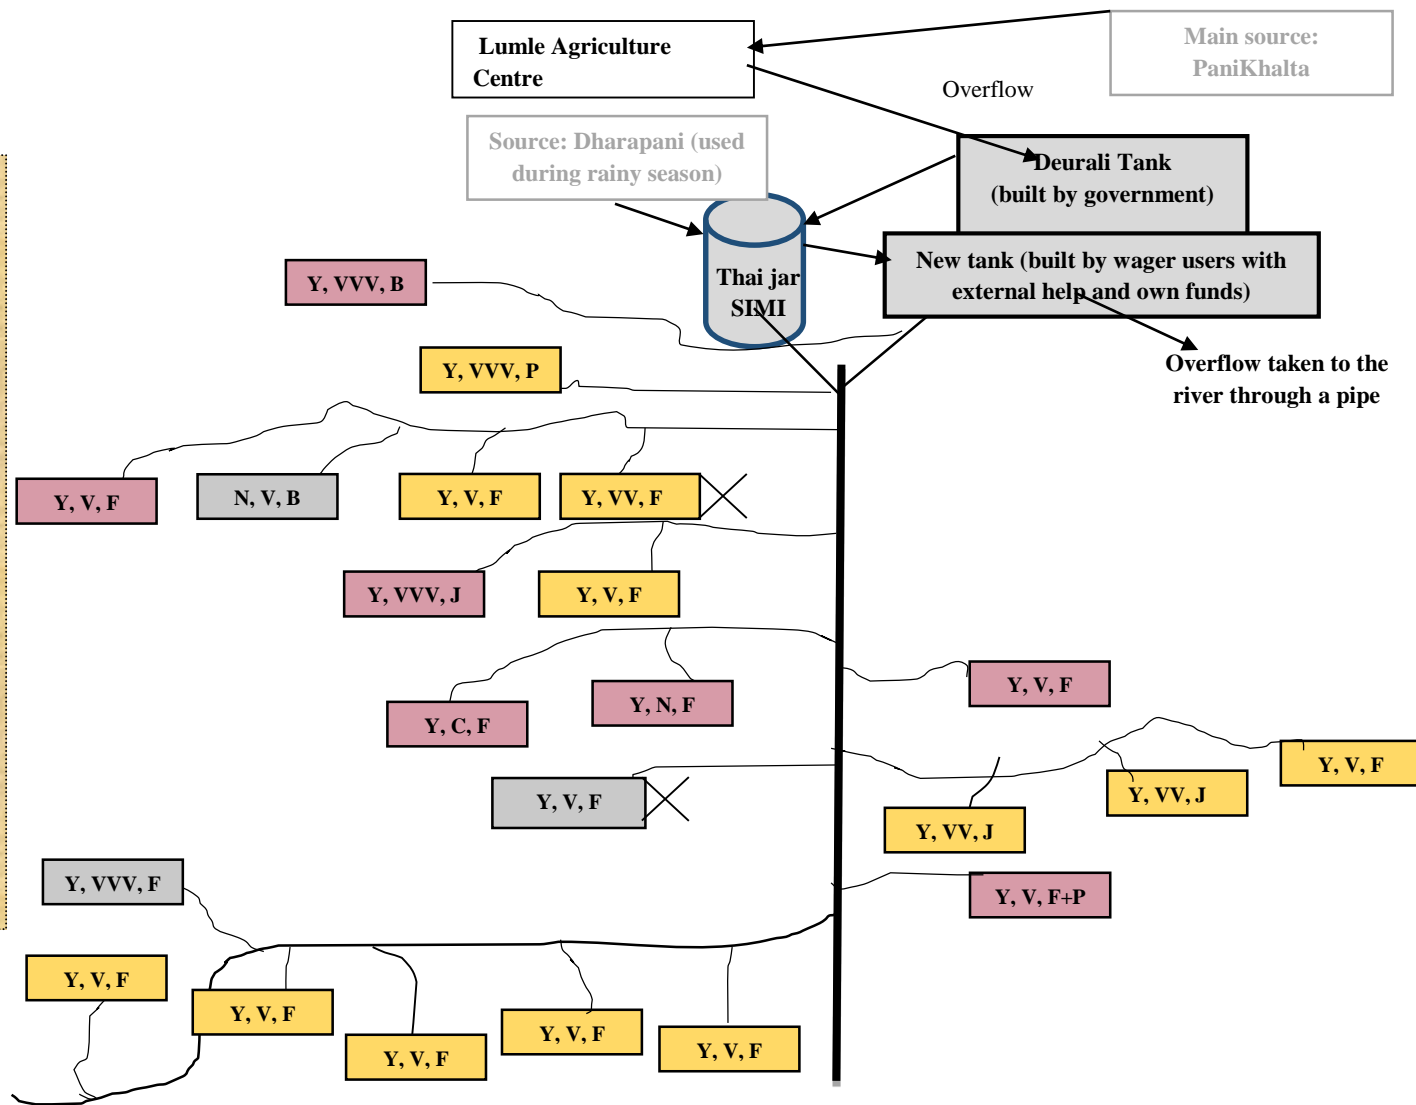 Lumle Agriculture
Centre
Main source:
PaniKhalta
Overflow
Source: Dharapani (used
during rainy season)
Deurali Tank
(built by government)
New tank (built by wager users with
external help and own funds)
Thai jar
SIMI
Overflow taken to the
river through a pipe
Y, VVV, B
Y, VVV, P
Y, V, F
N, V, B
Y, V, F
Y, VV, F
Y, VVV, J
Y, V, F
Y, C, F
Y, N, F
Y, V, F
Y, V, F
Y, VV, J
Y, V, F
Y, VV, J
Y, VVV, F
Y, V, F+P
Y, V, F
Y, V, F
Y, V, F
Y, V, F
Y, V, F